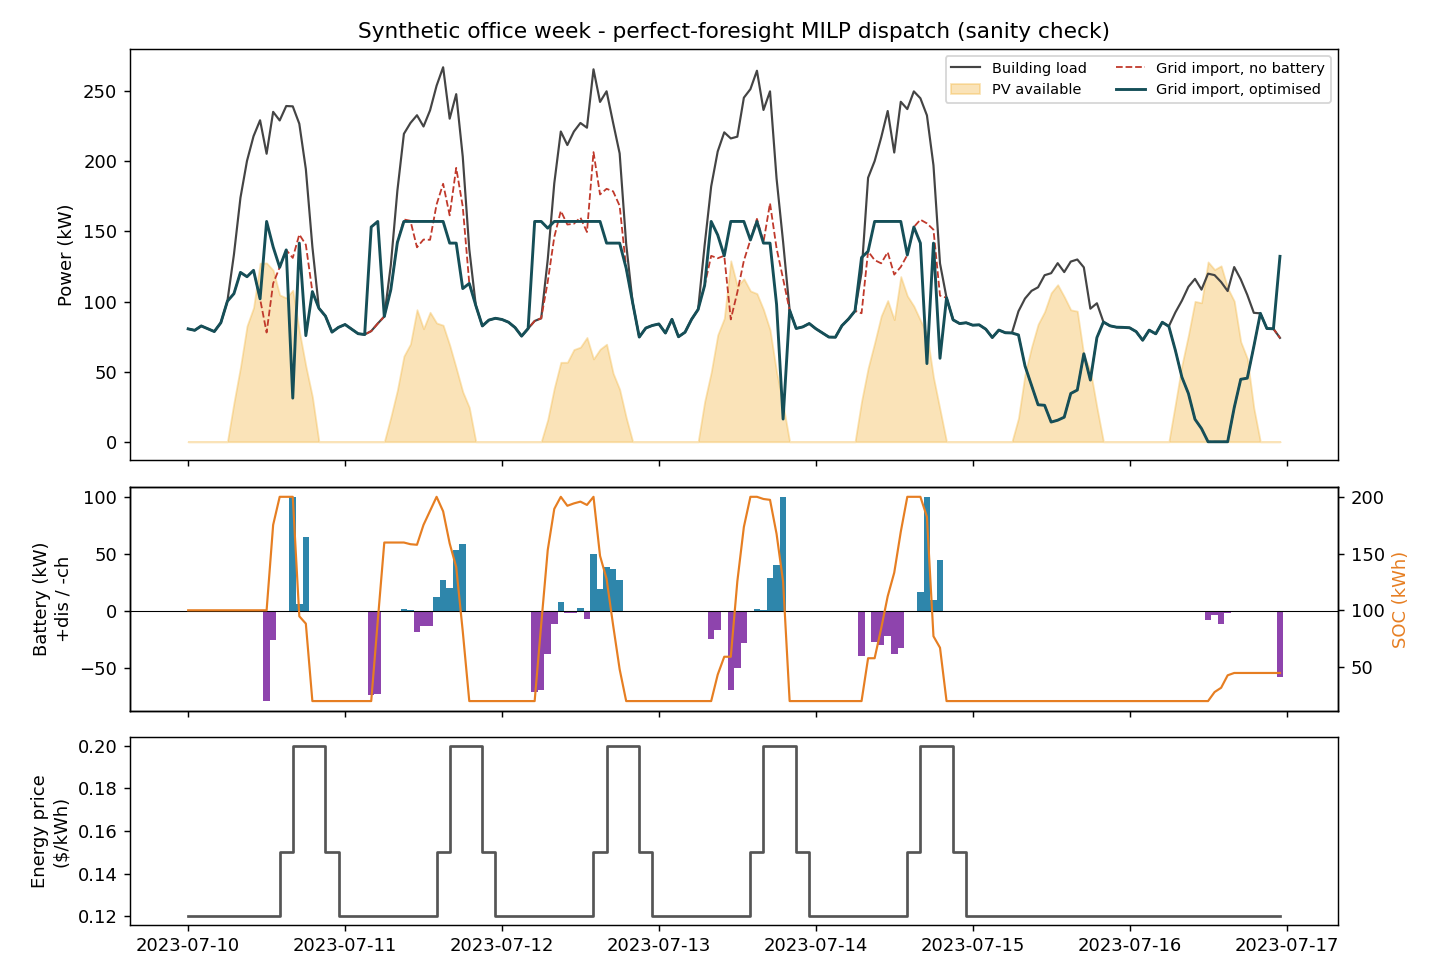 Synthetic office week - perfect-foresight MILP dispatch (sanity check)
Building load
PV available
Grid import, no battery
Grid import, optimised
Power (kW)
250
200
150
100
50
0
Battery (kW)
+dis / -ch
100
50
0
−50
200
150
100
50
SOC (kWh)
Energy price
($/kWh)
0.20
0.18
0.16
0.14
0.12
2023-07-10
2023-07-11
2023-07-12
2023-07-13
2023-07-14
2023-07-15
2023-07-16
2023-07-17